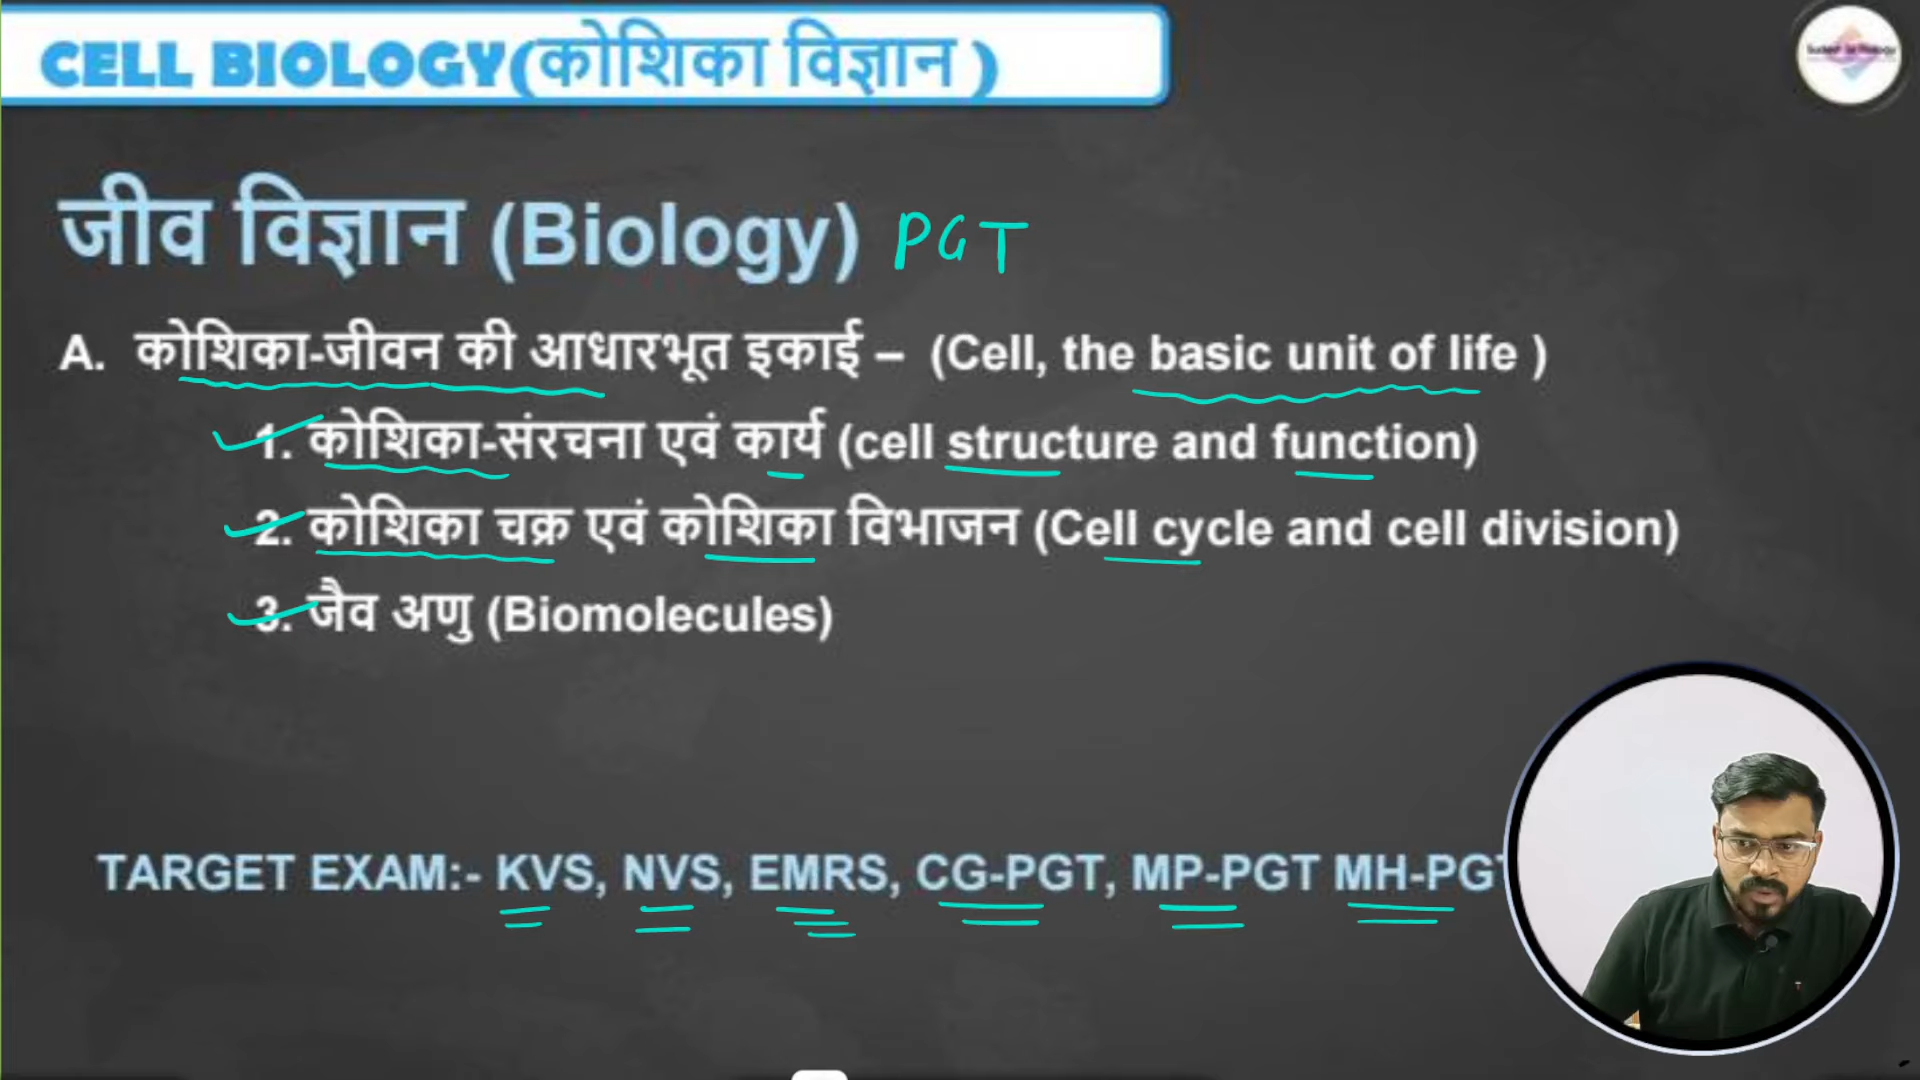 CELL BIOLOGY(कोशिका विज्ञान )
जीव विज्ञान (Biology) PGT
A. कोशिका-जीवन की आधारभूत इकाई – (Cell, the basic unit of life )
1. कोशिका-संरचना एवं कार्य (cell structure and function)
2. कोशिका चक्र एवं कोशिका विभाजन (Cell cycle and cell division)
3. जैव अणु (Biomolecules)
TARGET EXAM:- KVS, NVS, EMRS, CG-PGT, MP-PGT MH-PGT